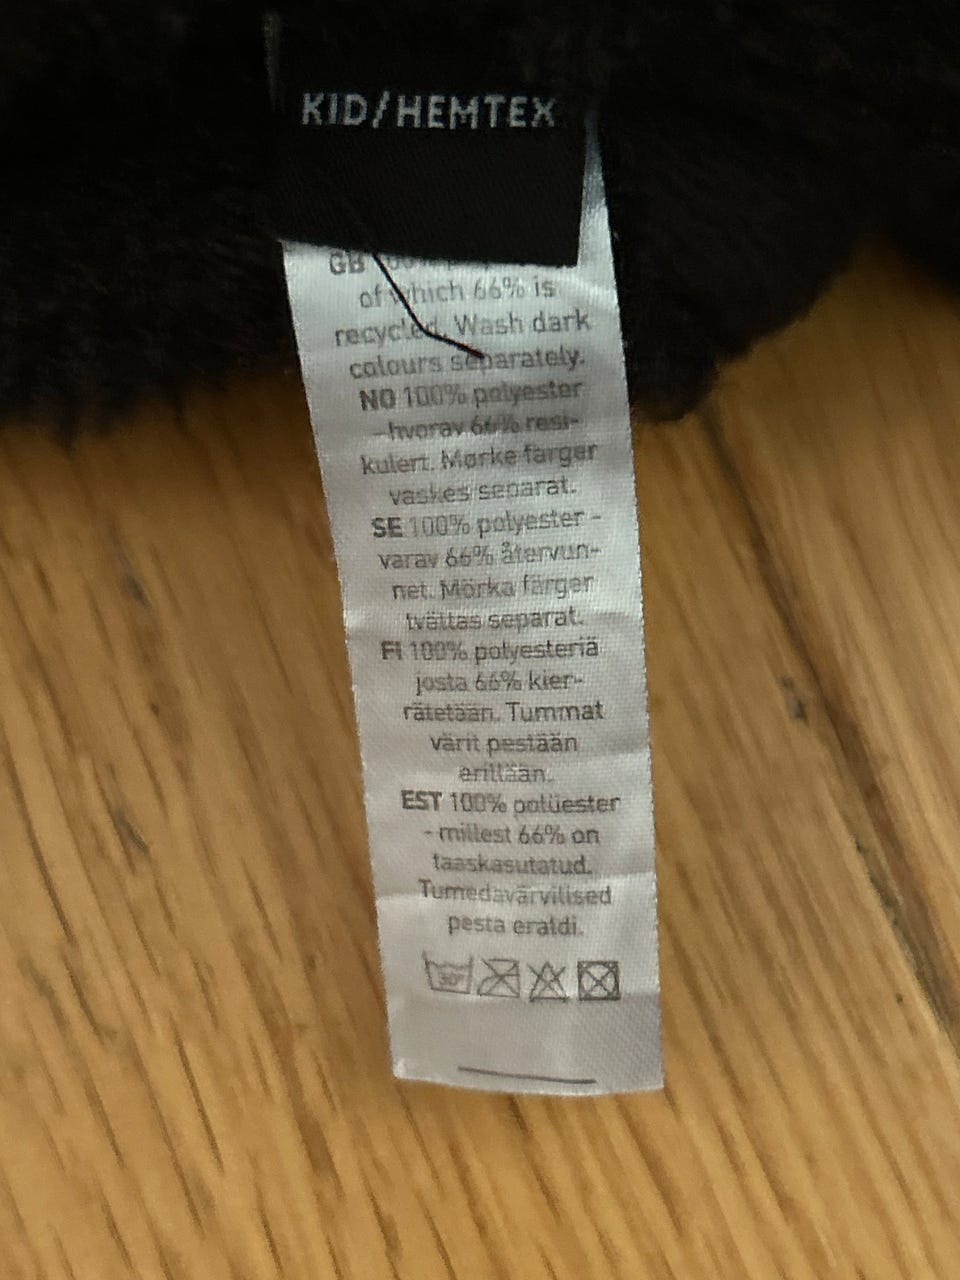 KID/HEMTEX
GB 100%
of which 66% is
recycled. Wash dark
colours separately.
NO 100% polyester
-hvorav 66% resi-
kulert. Mørke farger
vaskes separat.
SE 100% polyester -
varav 66% återvun-
net. Mörka färger
tvättas separat.
FI 100% polyesteriä
josta 66% kier-
rätetään. Tummat
värit pestään
erillään.
EST 100% polüester
- millest 66% on
taaskasutatud.
Tumedavärvilised
pesta eraldi.
30°